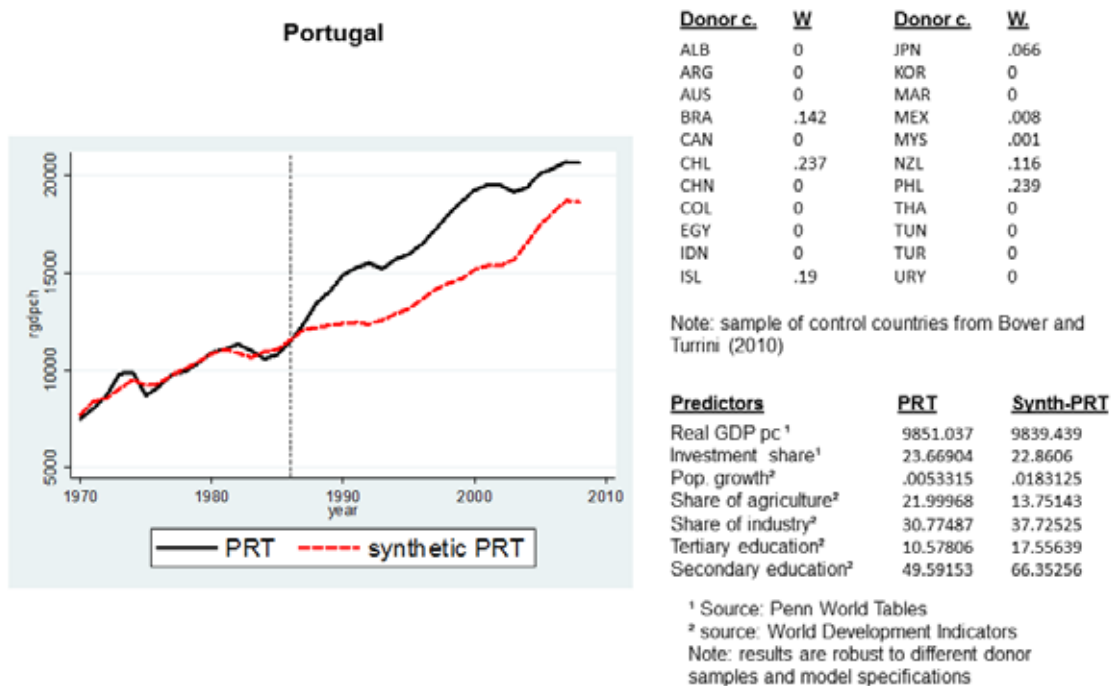 Portugal
rgdpch
20000
15000
10000
5000
1970 1980 1990 2000 2010
year
PRT synthetic PRT
Donor c. W Donor c. W.
ALB 0 JPN .066
ARG 0 KOR 0
AUS 0 MAR 0
BRA .142 MEX .008
CAN 0 MYS .001
CHL .237 NZL .116
CHN 0 PHL .239
COL 0 THA 0
EGY 0 TUN 0
IDN 0 TUR 0
ISL .19 URY 0
Note: sample of control countries from Bover and
Turrini (2010)
Predictors PRT Synth-PRT
Real GDP pc ¹ 9851.037 9839.439
Investment share¹ 23.66904 22.8606
Pop. growth² .0053315 .0183125
Share of agriculture² 21.99968 13.75143
Share of industry² 30.77487 37.72525
Tertiary education² 10.57806 17.55639
Secondary education² 49.59153 66.35256
¹ Source: Penn World Tables
² source: World Development Indicators
Note: results are robust to different donor
samples and model specifications